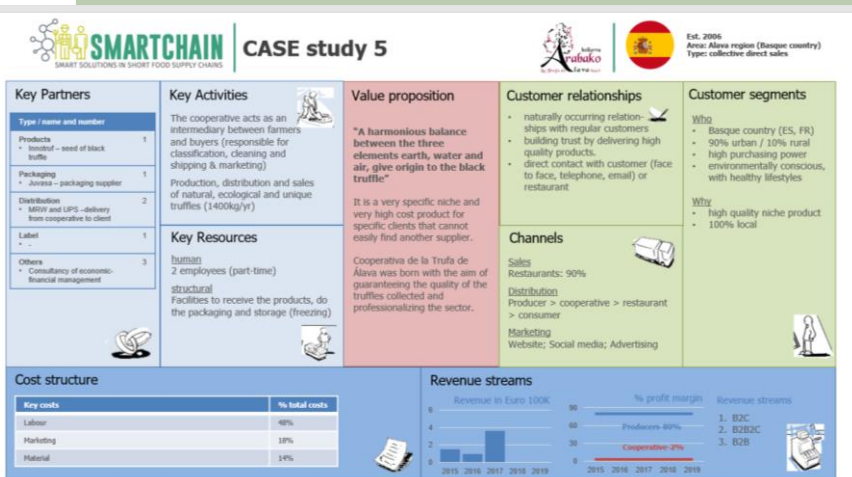 SMARTCHAIN
SMART SOLUTIONS IN SHORT FOOD SUPPLY CHAINS
CASE study 5
Arabako
Alava
Est. 2006
Area: Alava region (Basque country)
Type: collective direct sales
Key Partners
Type / name and number
Products 1
• Innotruf – seed of black
truffle
Packaging 1
• Juvasa – packaging supplier
Distribution 2
• MRW and UPS –delivery
from cooperative to client
Label 1
• -
Others 3
• Consultancy of economic-
financial management
Key Activities
The cooperative acts as an
intermediary between farmers
and buyers (responsible for
classification, cleaning and
shipping & marketing)
Production, distribution and sales
of natural, ecological and unique
truffles (1400kg/yr)
Key Resources
human
2 employees (part-time)
structural
Facilities to receive the products, do
the packaging and storage (freezing)
Value proposition
"A harmonious balance
between the three
elements earth, water and
air, give origin to the black
truffle"
It is a very specific niche and
very high cost product for
specific clients that cannot
easily find another supplier.
Cooperativa de la Trufa de
Álava was born with the aim of
guaranteeing the quality of the
truffles collected and
professionalizing the sector.
Customer relationships
• naturally occurring relation-
ships with regular customers
• building trust by delivering high
quality products.
• direct contact with customer (face
to face, telephone, email) or
restaurant
Channels
Sales
Restaurants: 90%
Distribution
Producer > cooperative > restaurant
> consumer
Marketing
Website; Social media; Advertising
Customer segments
Who
• Basque country (ES, FR)
• 90% urban / 10% rural
• high purchasing power
• environmentally conscious,
with healthy lifestyles
Why
• high quality niche product
• 100% local
Cost structure
Key costs % total costs
Labour 48%
Marketing 18%
Material 14%
Revenue streams
Revenue in Euro 100K
6
4
2
0
2015 2016 2017 2018 2019
% profit margin
90
60
30
0
Producers 80%
Cooperative 2%
2015 2016 2017 2018 2019
Revenue streams
1. B2C
2. B2B2C
3. B2B